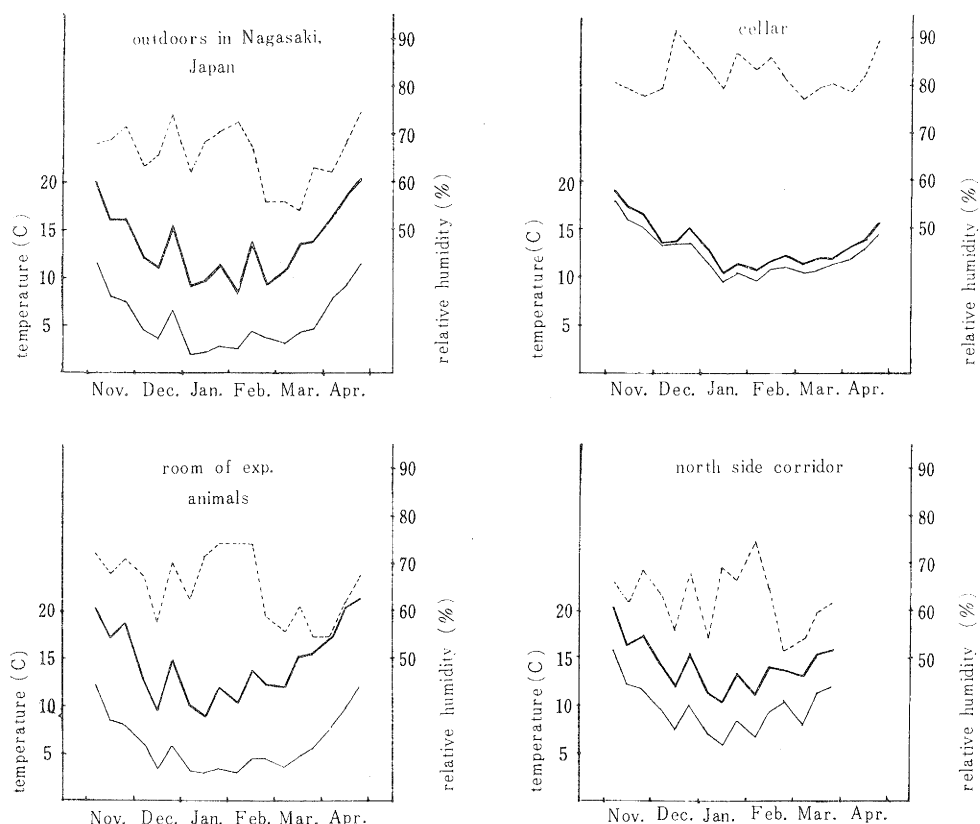 outdoors in Nagasaki,
Japan
90
80
70
60
50
20
15
10
5
temperature (C)
relative humidity (%)
Nov. Dec. Jan. Feb. Mar. Apr.
cellar
90
80
70
60
50
20
15
10
5
temperature (C)
relative humidity (%)
Nov. Dec. Jan. Feb. Mar. Apr.
room of exp.
animals
90
80
70
60
50
20
15
10
5
temperature (C)
relative humidity (%)
Nov. Dec. Jan. Feb. Mar. Apr.
north side corridor
90
80
70
60
50
20
15
10
5
temperature (C)
relative humidity (%)
Nov. Dec. Jan. Feb. Mar. Apr.